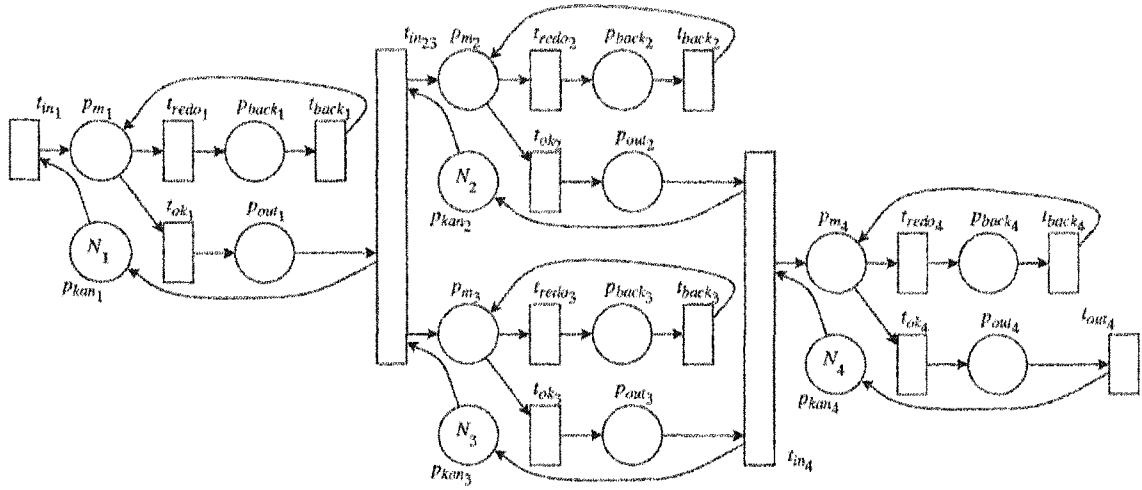 t_in23 p_m2 t_redo2 p_back2 t_back2
t_in1 p_m1 t_redo1 p_back1 t_back1
t_ok2 p_out2
N_2
p_kan2
t_ok1 p_out1
N_1
p_kan1
p_m4 t_redo4 p_back4 t_back4
p_m3 t_redo3 p_back3 t_back3
t_ok4 p_out4 t_out4
N_4
p_kan4
t_ok3 p_out3
N_3
p_kan3
t_in4